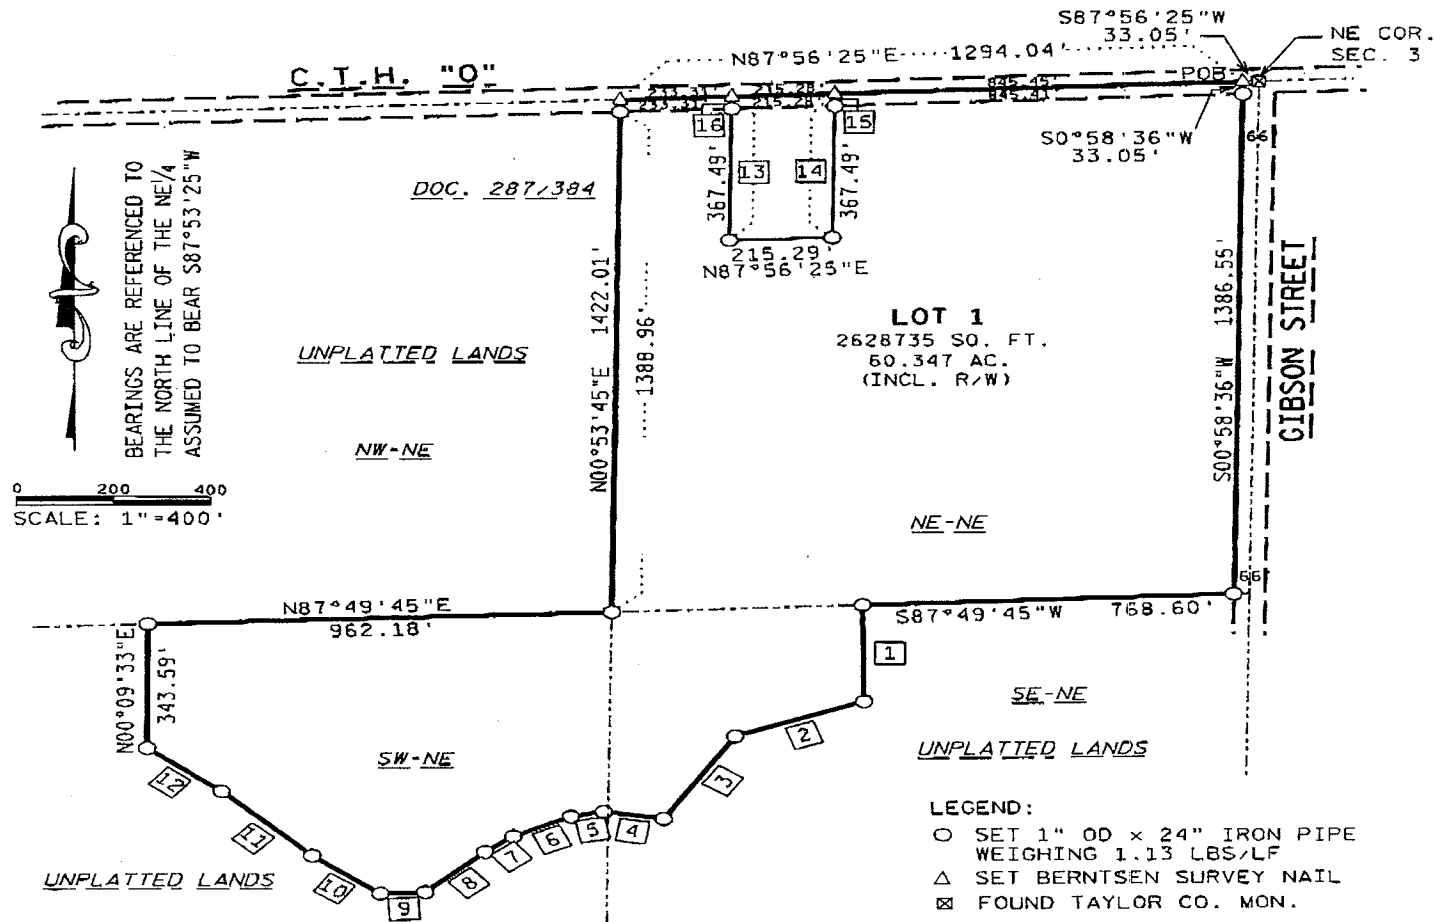 S87°56'25"W
33.05'
NE COR.
SEC. 3
N87°56'25"E
1294.04'
C.T.H. "O"
POB
233.31
215.28
845.45'
233.31
215.28
845.41
16
15
S0°58'36"W
33.05'
66'
DOC. 287/384
367.49'
13
14
367.49'
215.29'
N87°56'25"E
BEARINGS ARE REFERENCED TO
THE NORTH LINE OF THE NE1/4
ASSUMED TO BEAR S87°53'25"W
N00°53'45"E 1422.01'
1388.96'
LOT 1
2628735 SQ. FT.
60.347 AC.
(INCL. R/W)
S00°58'36"W 1386.55'
GIBSON STREET
UNPLATTED LANDS
NW-NE
0 200 400
SCALE: 1"=400'
NE-NE
66'
N87°49'45"E
962.18'
S87°49'45"W 768.60'
N00°09'33"E
343.59'
1
SE-NE
2
UNPLATTED LANDS
SW-NE
3
12
11
10
9
8
7
6
5
4
UNPLATTED LANDS
LEGEND:
SET 1" OD x 24" IRON PIPE
WEIGHING 1.13 LBS/LF
SET BERNTSEN SURVEY NAIL
FOUND TAYLOR CO. MON.